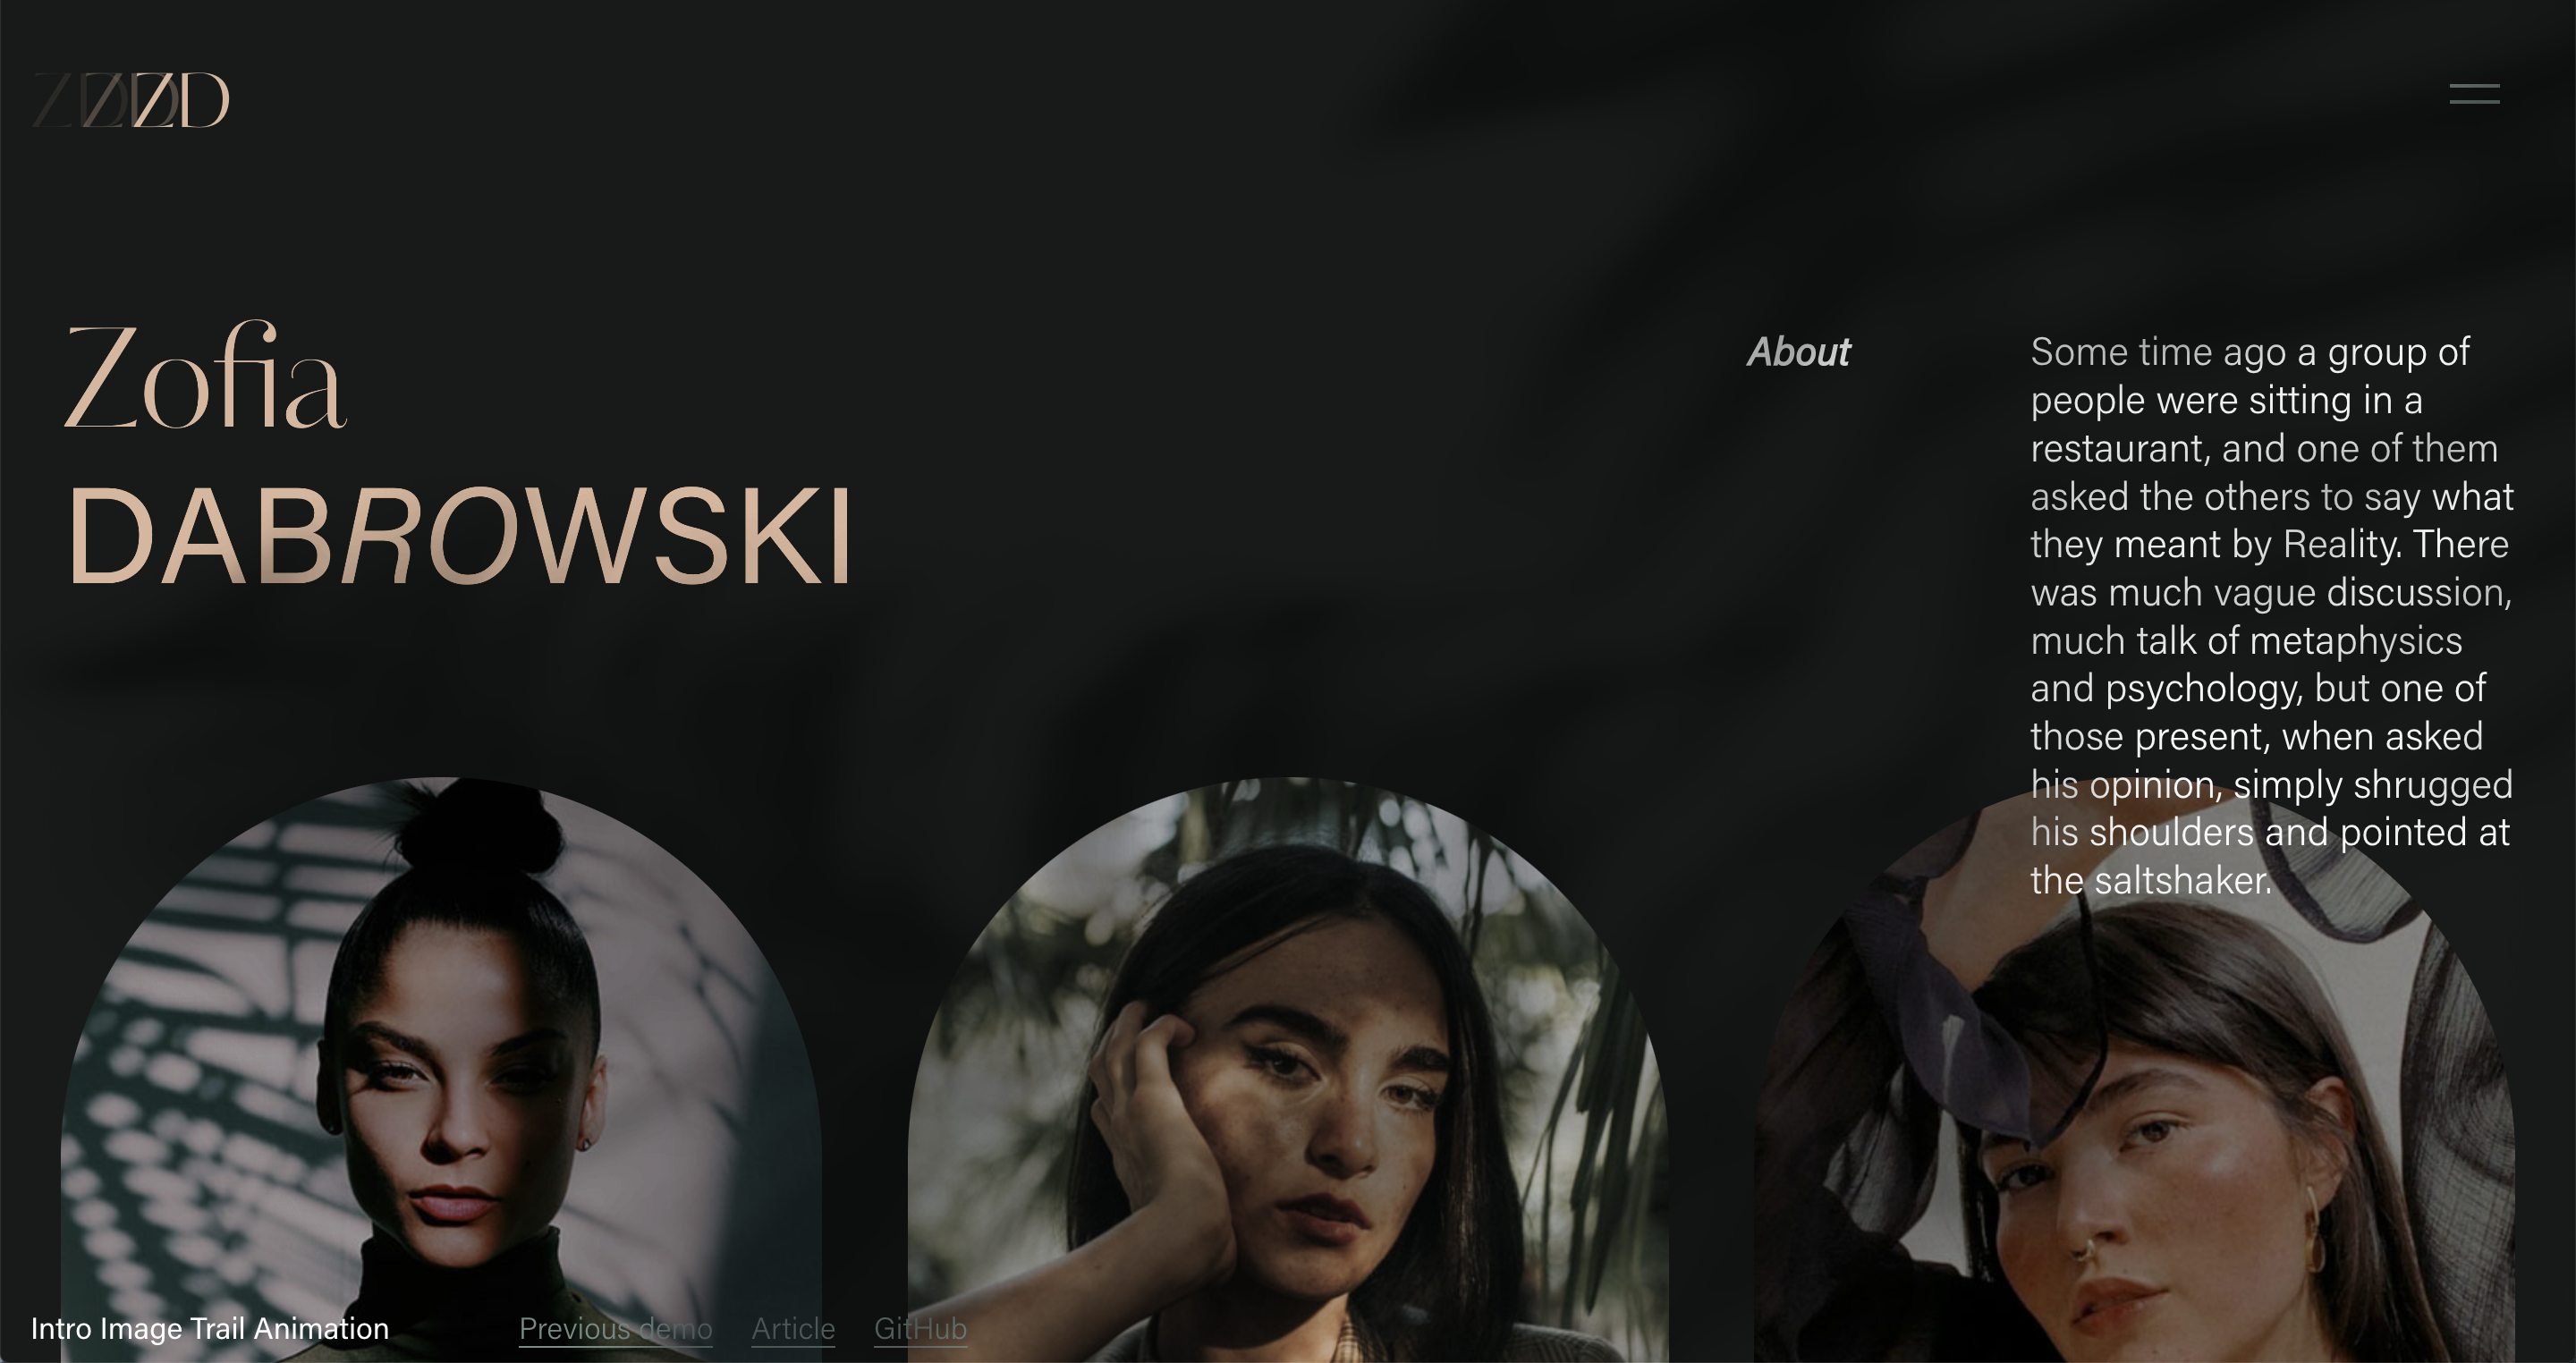 ZD ZD ZD
Zofia
DABROWSKI
About
Some time ago a group of
people were sitting in a
restaurant, and one of them
asked the others to say what
they meant by Reality. There
was much vague discussion,
much talk of metaphysics
and psychology, but one of
those present, when asked
his opinion, simply shrugged
his shoulders and pointed at
the saltshaker.
Intro Image Trail Animation
Previous demo Article GitHub